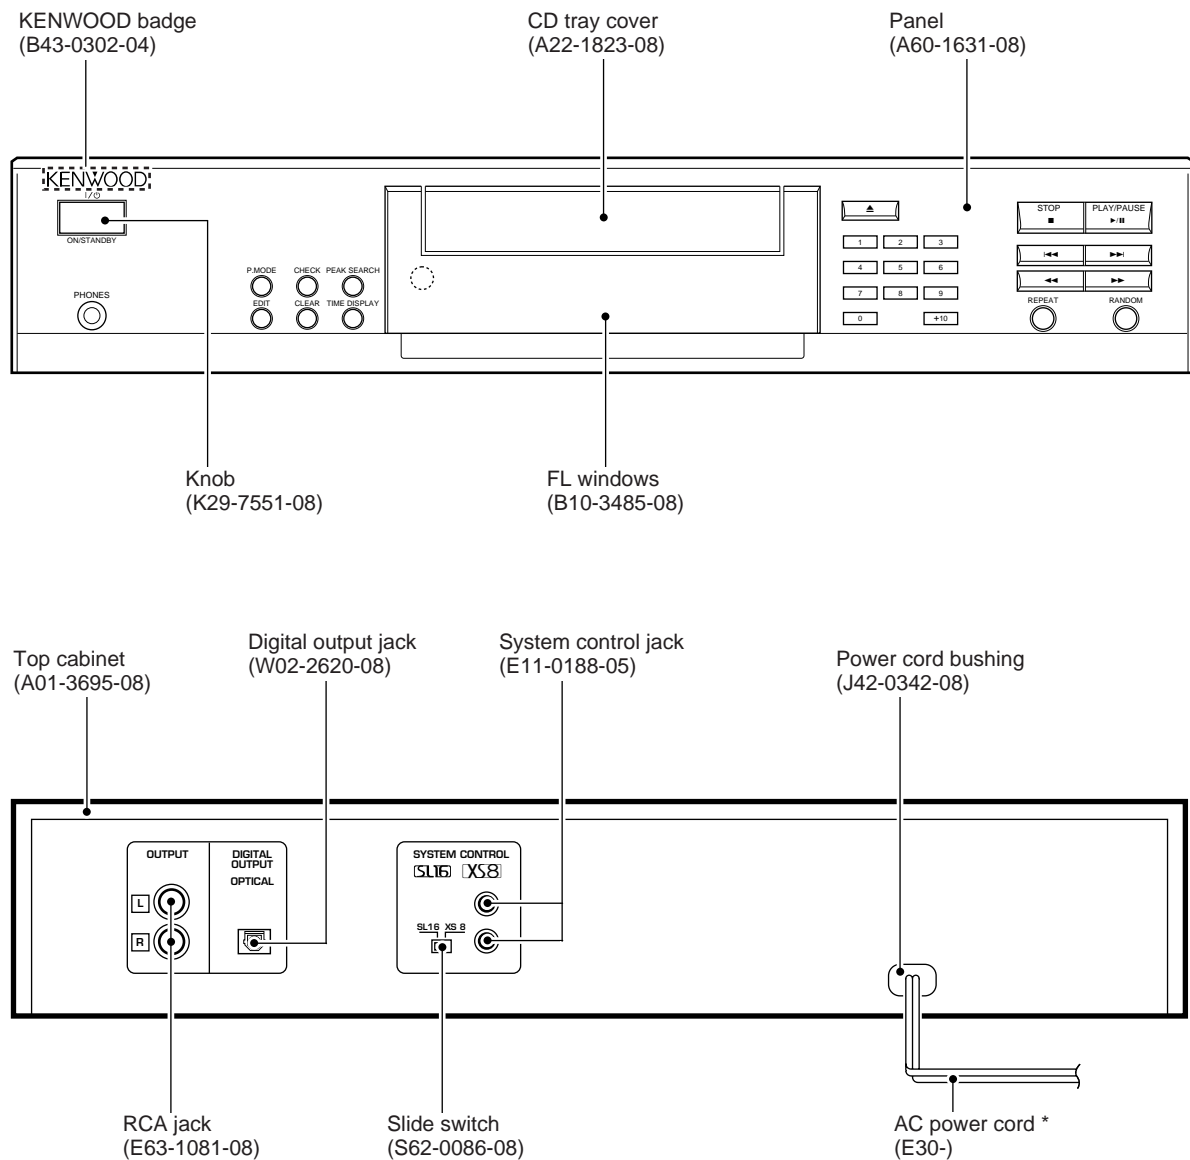 KENWOOD badge
(B43-0302-04)
CD tray cover
(A22-1823-08)
Panel
(A60-1631-08)
KENWOOD
I/⏻
ON/STANDBY
PHONES
P.MODE CHECK PEAK SEARCH
EDIT CLEAR TIME DISPLAY
1 2 3
4 5 6
7 8 9
0 +10
STOP PLAY/PAUSE
REPEAT RANDOM
Knob
(K29-7551-08)
FL windows
(B10-3485-08)
Top cabinet
(A01-3695-08)
Digital output jack
(W02-2620-08)
System control jack
(E11-0188-05)
Power cord bushing
(J42-0342-08)
OUTPUT
L
R
DIGITAL
OUTPUT
OPTICAL
SYSTEM CONTROL
SL16 XS8
SL16 XS 8
RCA jack
(E63-1081-08)
Slide switch
(S62-0086-08)
AC power cord *
(E30-)